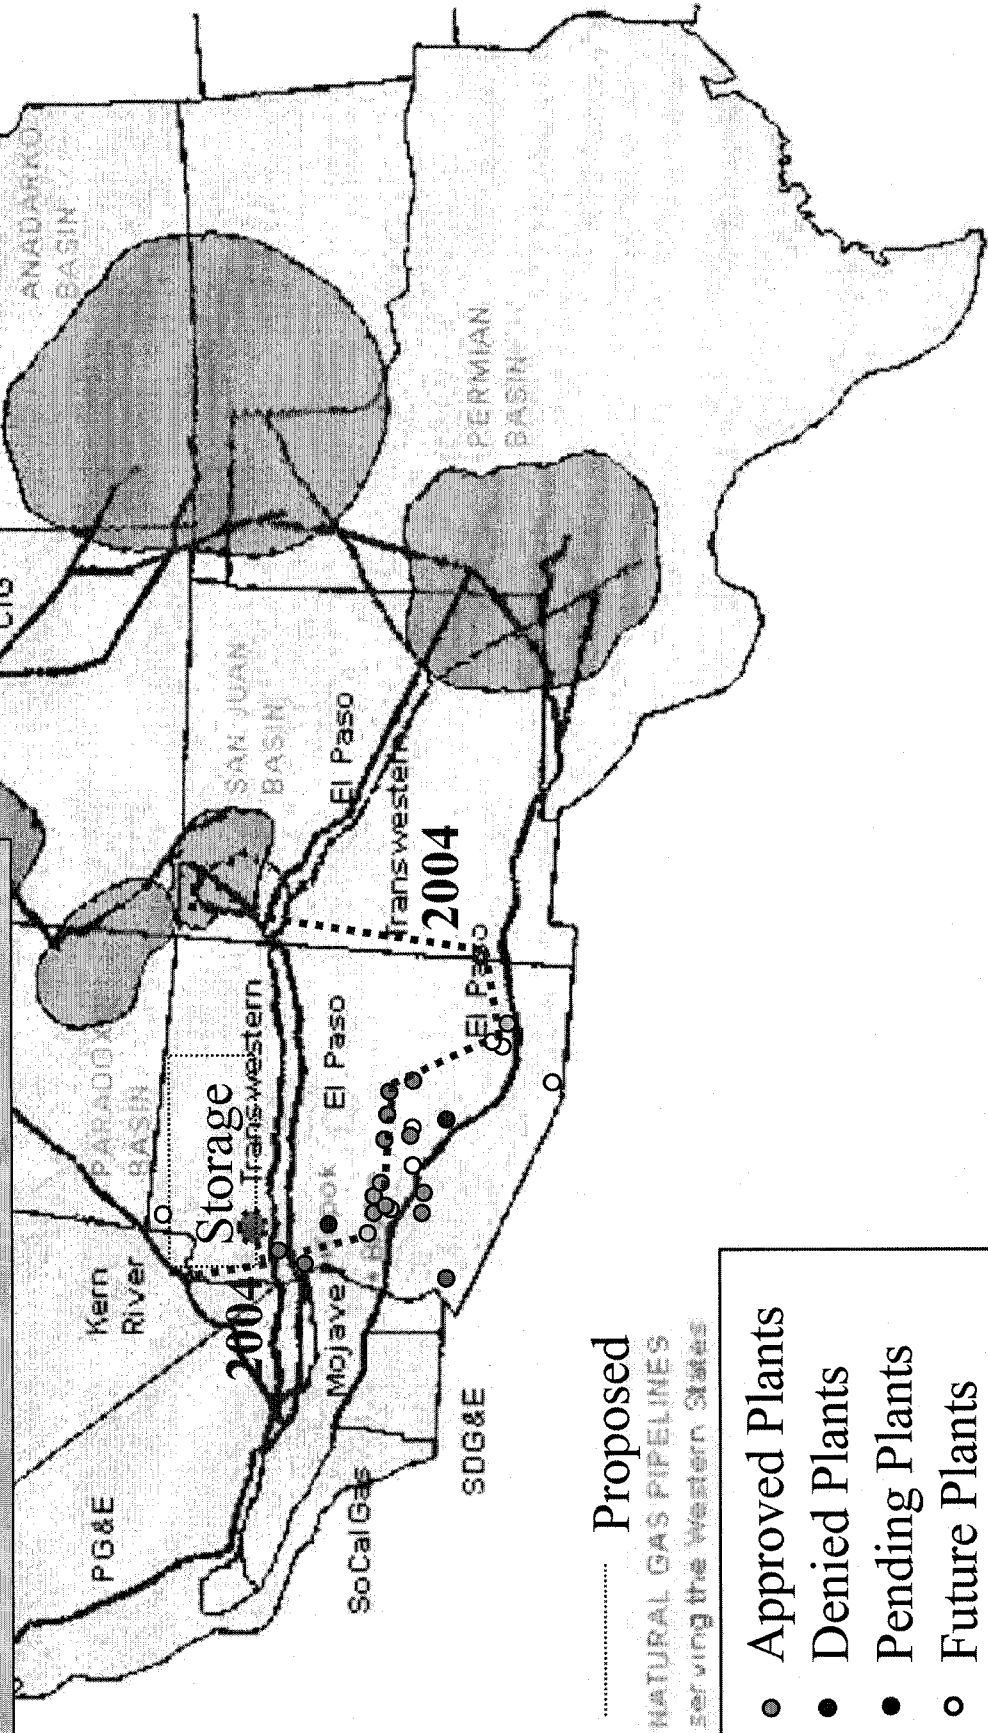 ANADARKO
BASIN
CIG
PARADOX
BASIN
SAN JUAN
BASIN
PERMIAN
BASIN
Kern
River
2004
Storage
Transwestern
El Paso
El Paso
Transwestern
2004
El Paso
PG&E
Mojave
SoCalGas
SDG&E
Proposed
NATURAL GAS PIPELINES
serving the Western States
Approved Plants
Denied Plants
Pending Plants
Future Plants